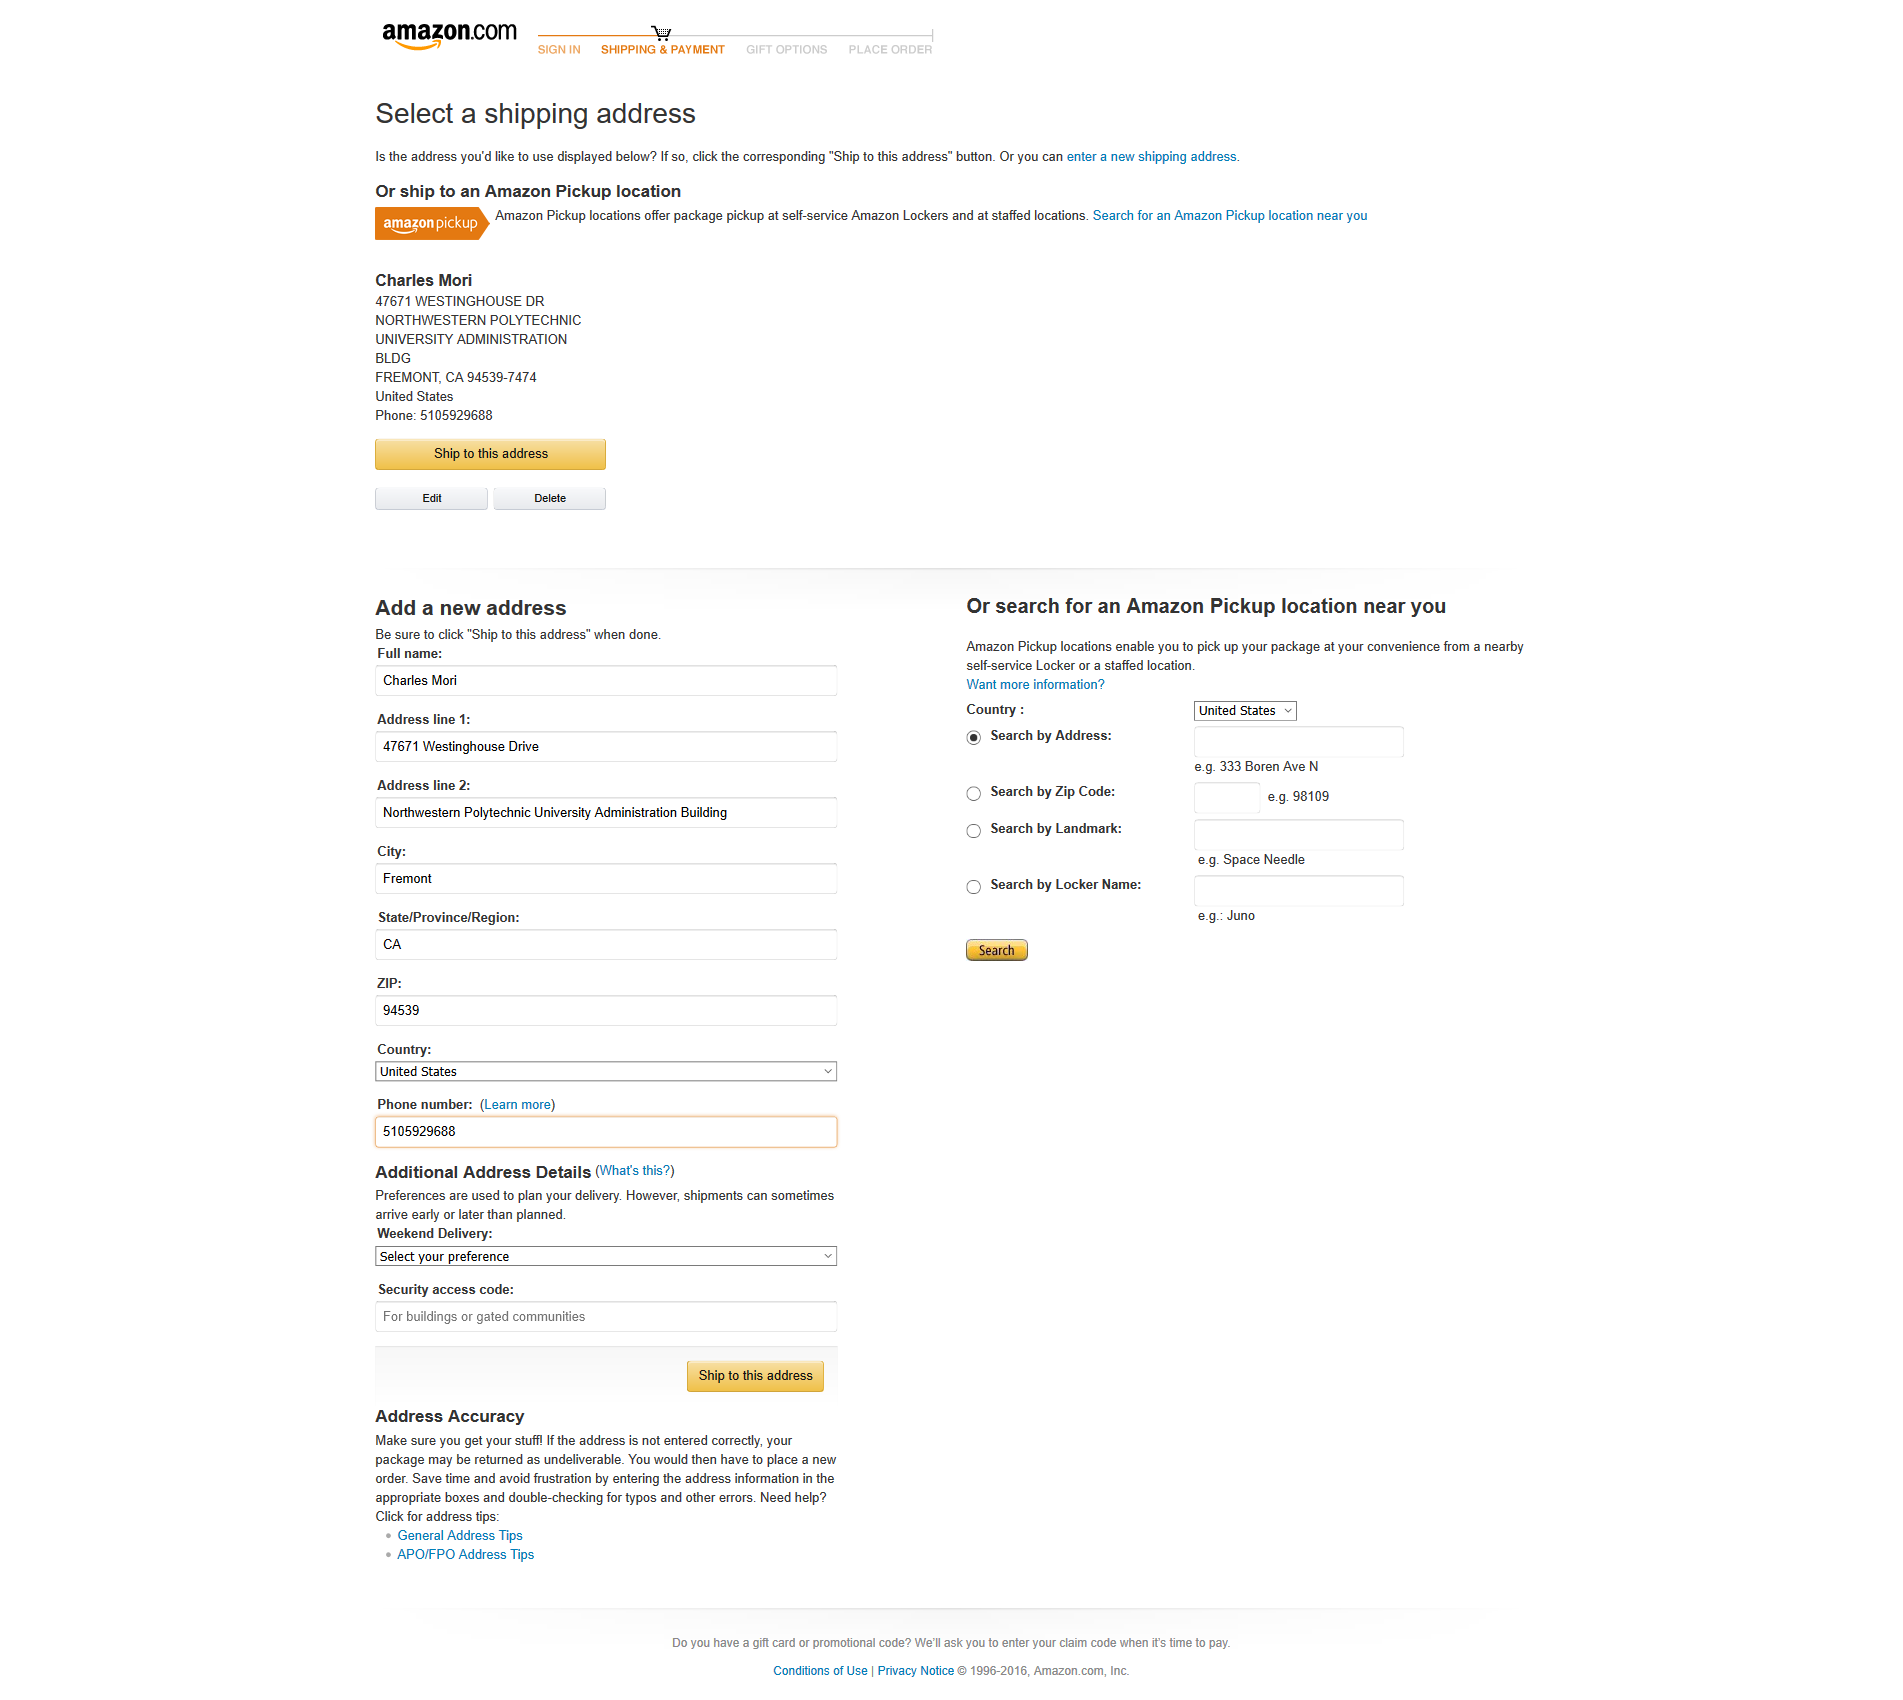 amazon.com
SIGN IN SHIPPING & PAYMENT GIFT OPTIONS PLACE ORDER
Select a shipping address
Is the address you'd like to use displayed below? If so, click the corresponding "Ship to this address" button. Or you can enter a new shipping address.
Or ship to an Amazon Pickup location
amazon pickup
Amazon Pickup locations offer package pickup at self-service Amazon Lockers and at staffed locations. Search for an Amazon Pickup location near you
Charles Mori
47671 WESTINGHOUSE DR
NORTHWESTERN POLYTECHNIC
UNIVERSITY ADMINISTRATION
BLDG
FREMONT, CA 94539-7474
United States
Phone: 5105929688
Ship to this address
Edit Delete
Add a new address
Be sure to click "Ship to this address" when done.
Full name:
Charles Mori
Address line 1:
47671 Westinghouse Drive
Address line 2:
Northwestern Polytechnic University Administration Building
City:
Fremont
State/Province/Region:
CA
ZIP:
94539
Country:
United States
Phone number: (Learn more)
5105929688
Additional Address Details (What's this?)
Preferences are used to plan your delivery. However, shipments can sometimes
arrive early or later than planned.
Weekend Delivery:
Select your preference
Security access code:
For buildings or gated communities
Ship to this address
Address Accuracy
Make sure you get your stuff! If the address is not entered correctly, your
package may be returned as undeliverable. You would then have to place a new
order. Save time and avoid frustration by entering the address information in the
appropriate boxes and double-checking for typos and other errors. Need help?
Click for address tips:
• General Address Tips
• APO/FPO Address Tips
Or search for an Amazon Pickup location near you
Amazon Pickup locations enable you to pick up your package at your convenience from a nearby
self-service Locker or a staffed location.
Want more information?
Country : United States
Search by Address:
e.g. 333 Boren Ave N
Search by Zip Code: e.g. 98109
Search by Landmark:
e.g. Space Needle
Search by Locker Name:
e.g.: Juno
Search
Do you have a gift card or promotional code? We'll ask you to enter your claim code when it's time to pay.
Conditions of Use | Privacy Notice © 1996-2016, Amazon.com, Inc.